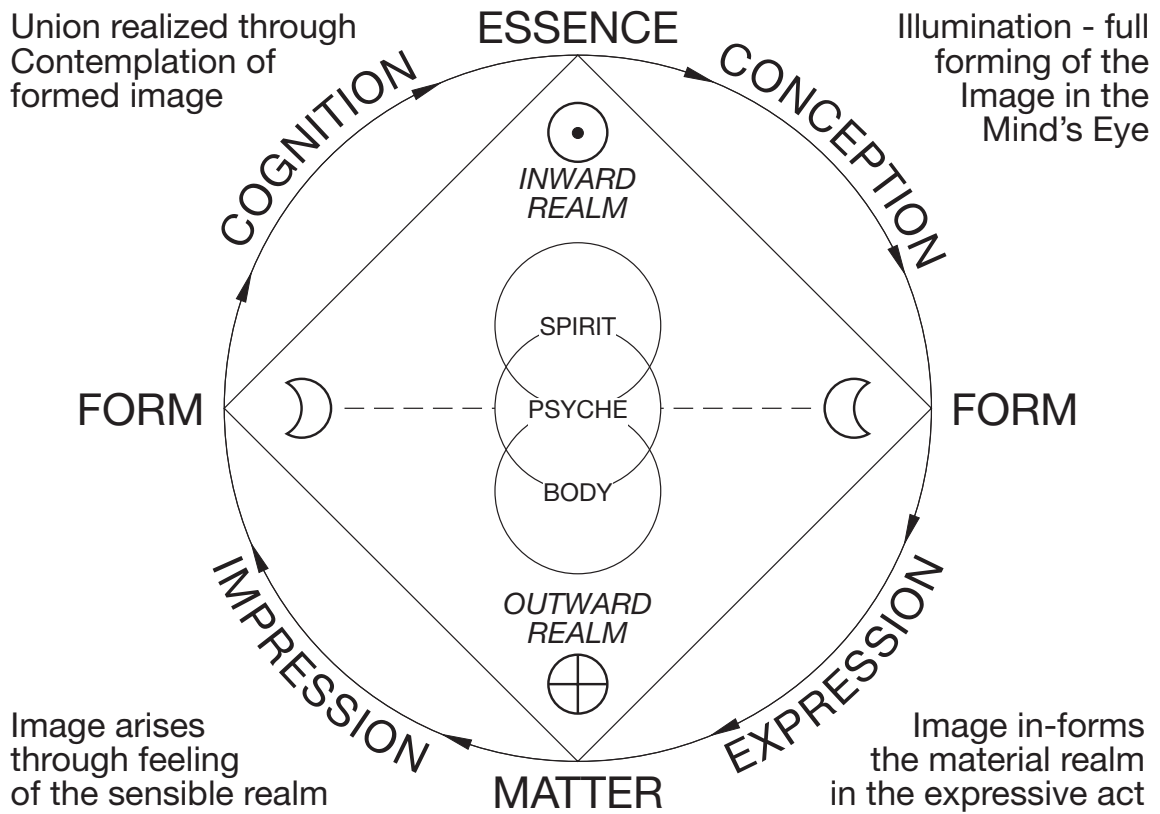 Union realized through
Contemplation of
formed image
ESSENCE
Illumination - full
forming of the
Image in the
Mind's Eye
COGNITION
CONCEPTION
INWARD
REALM
SPIRIT
FORM
PSYCHE
FORM
BODY
OUTWARD
REALM
IMPRESSION
EXPRESSION
Image arises
through feeling
of the sensible realm
MATTER
Image in-forms
the material realm
in the expressive act